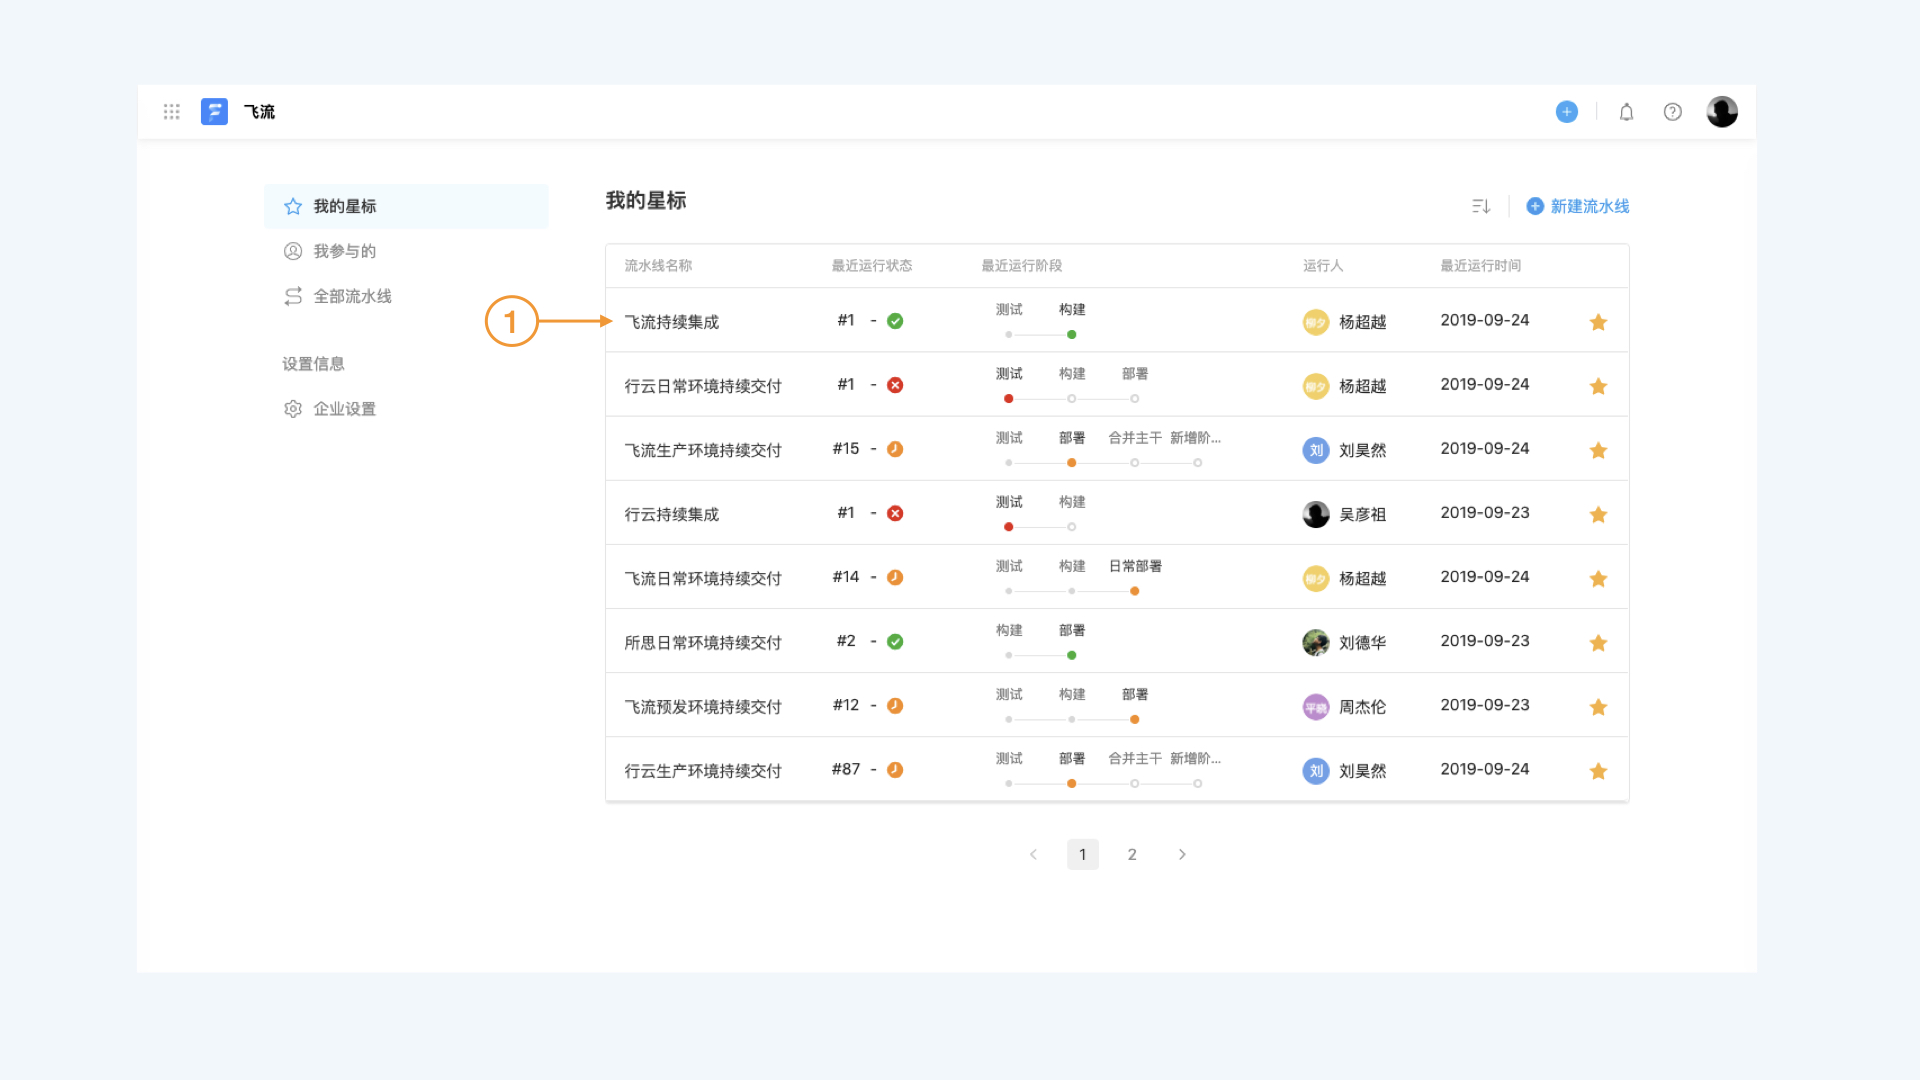 飞流
我的星标
我参与的
全部流水线
设置信息
企业设置
我的星标
新建流水线
流水线名称 最近运行状态 最近运行阶段 运行人 最近运行时间
1
飞流持续集成 #1 - 测试 构建 柳夕 杨超越 2019-09-24
行云日常环境持续交付 #1 - 测试 构建 部署 柳夕 杨超越 2019-09-24
飞流生产环境持续交付 #15 - 测试 部署 合并主干 新增阶... 刘 刘昊然 2019-09-24
行云持续集成 #1 - 测试 构建 吴彦祖 2019-09-23
飞流日常环境持续交付 #14 - 测试 构建 日常部署 柳夕 杨超越 2019-09-24
所思日常环境持续交付 #2 - 构建 部署 刘德华 2019-09-23
飞流预发环境持续交付 #12 - 测试 构建 部署 平晓 周杰伦 2019-09-23
行云生产环境持续交付 #87 - 测试 部署 合并主干 新增阶... 刘 刘昊然 2019-09-24
1 2